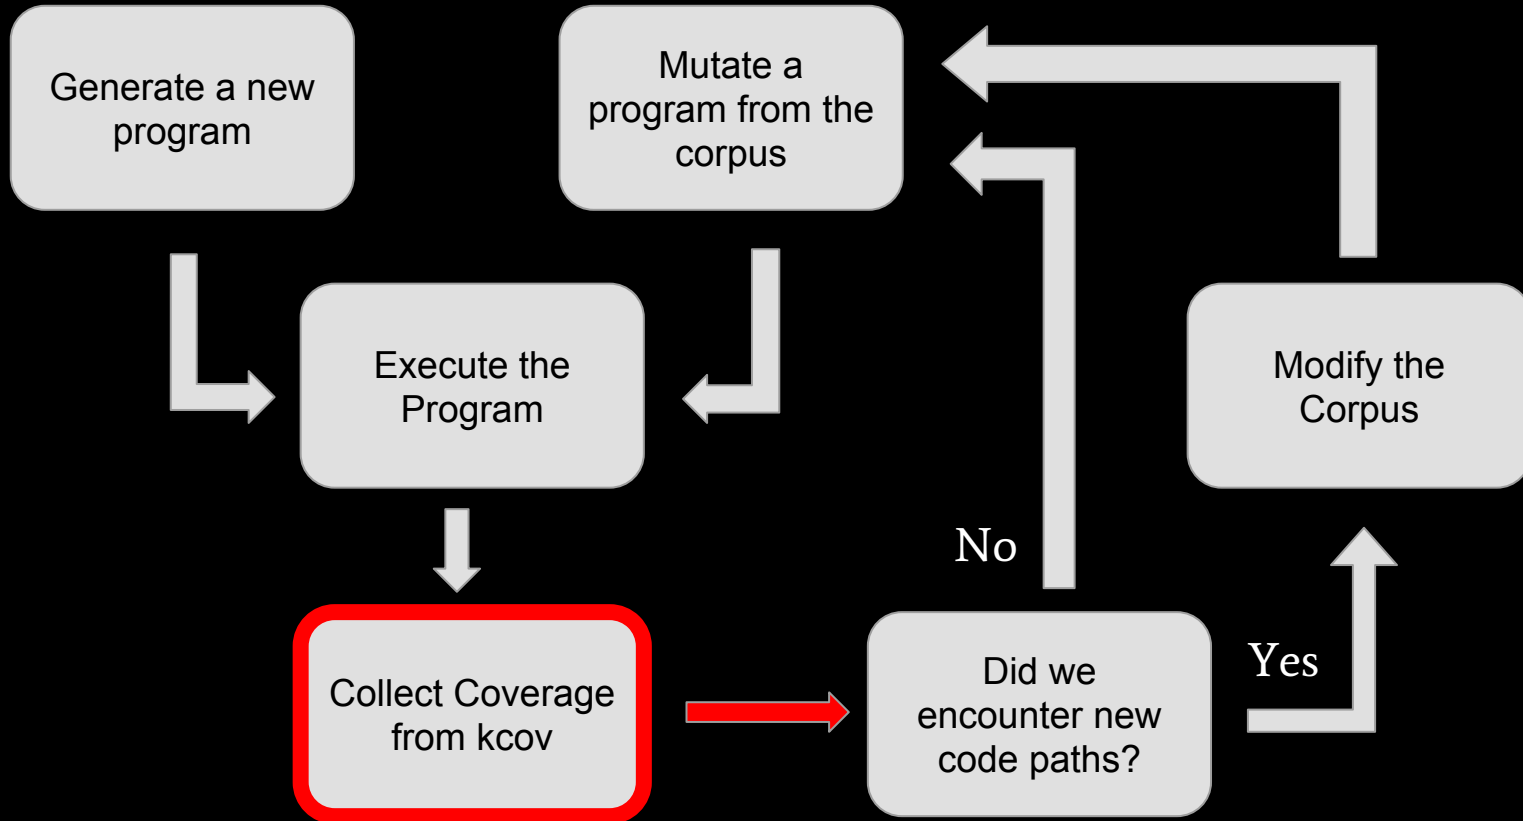 Generate a new
program
Mutate a
program from the
corpus
Execute the
Program
Modify the
Corpus
No
Collect Coverage
from kcov
Did we
encounter new
code paths?
Yes